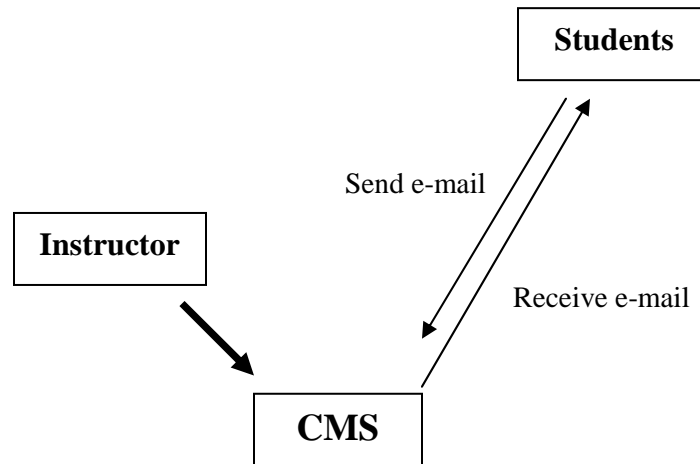 Students
Send e-mail
Instructor
Receive e-mail
CMS